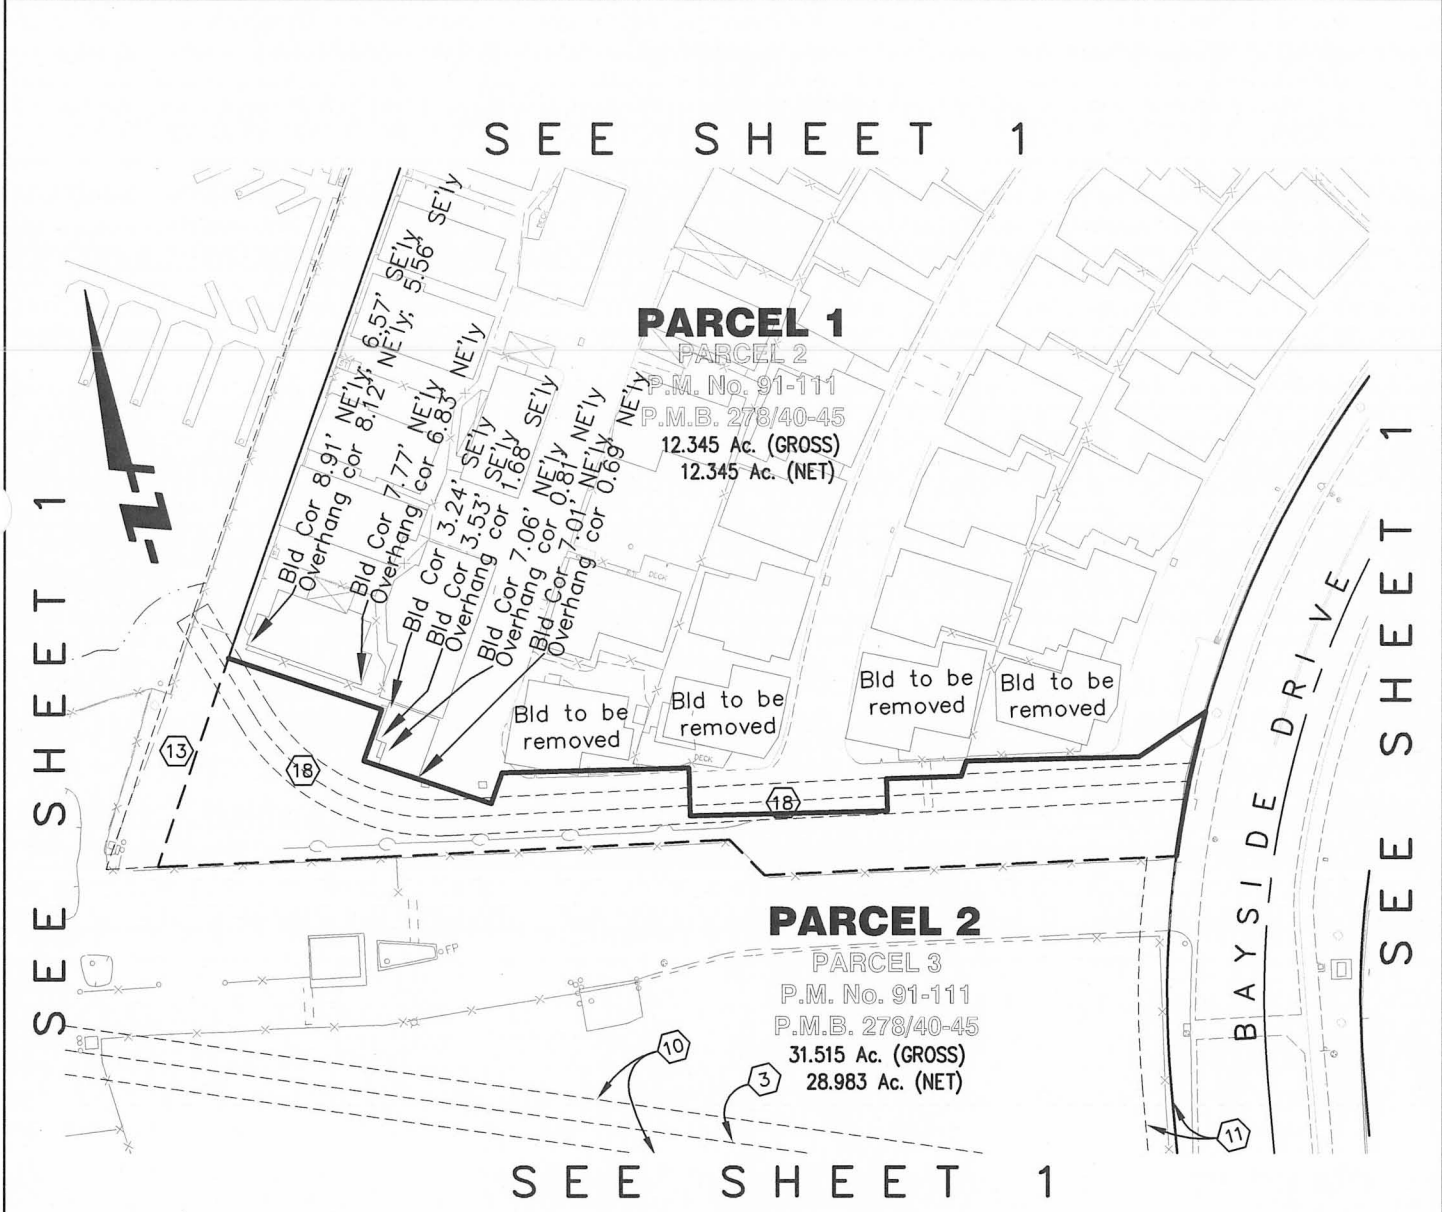 SEE SHEET 1
SEE SHEET 1
SEE SHEET 1
Bld Cor 8.91' NE'ly, 6.57' SE'ly
Overhang cor 8.12' NE'ly, 5.56' SE'ly
Bld Cor 7.77' NE'ly
Overhang cor 6.83' NE'ly
Bld Cor 3.24' SE'ly
Bld Cor 3.53' SE'ly
Overhang cor 1.68' SE'ly
Bld Cor 7.06' NE'ly
Overhang cor 0.81' NE'ly
Bld Cor 7.01' NE'ly
Overhang cor 0.69' NE'ly
PARCEL 1
PARCEL 2
P.M. No. 91-111
P.M.B. 278/40-45
12.345 Ac. (GROSS)
12.345 Ac. (NET)
DECK
Bld to be
removed
Bld to be
removed
Bld to be
removed
Bld to be
removed
DECK
13
18
18
BAYSIDE DRIVE
PARCEL 2
PARCEL 3
P.M. No. 91-111
P.M.B. 278/40-45
31.515 Ac. (GROSS)
28.983 Ac. (NET)
FP
10
3
11
SEE SHEET 1